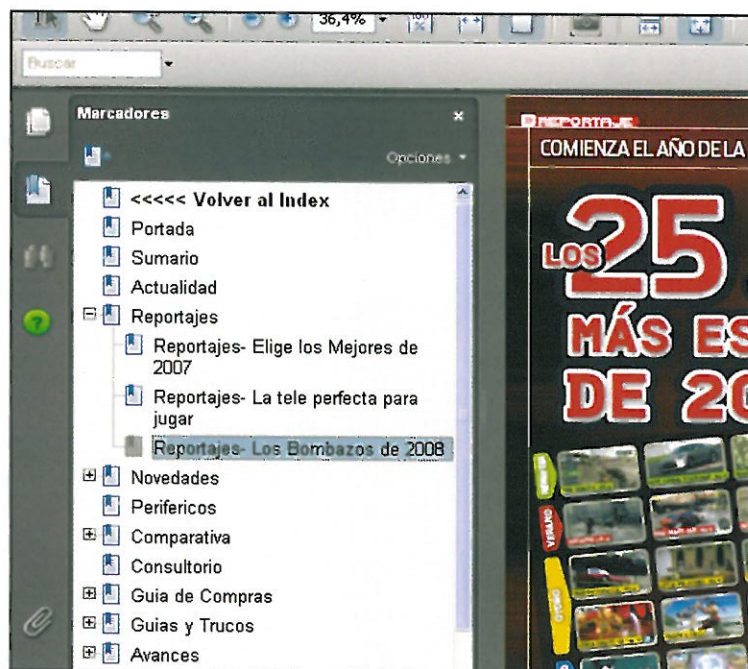 36,4%
Buscar
Marcadores
Opciones
<<<<< Volver al Index
Portada
Sumario
Actualidad
Reportajes
Reportajes- Elige los Mejores de
2007
Reportajes- La tele perfecta para
jugar
Reportajes- Los Bombazos de 2008
Novedades
Perifericos
Comparativa
Consultorio
Guia de Compras
Guias y Trucos
Avances
REPORTAJE
COMIENZA EL AÑO DE LA
LOS 25
MÁS ES
DE 20
VERANO